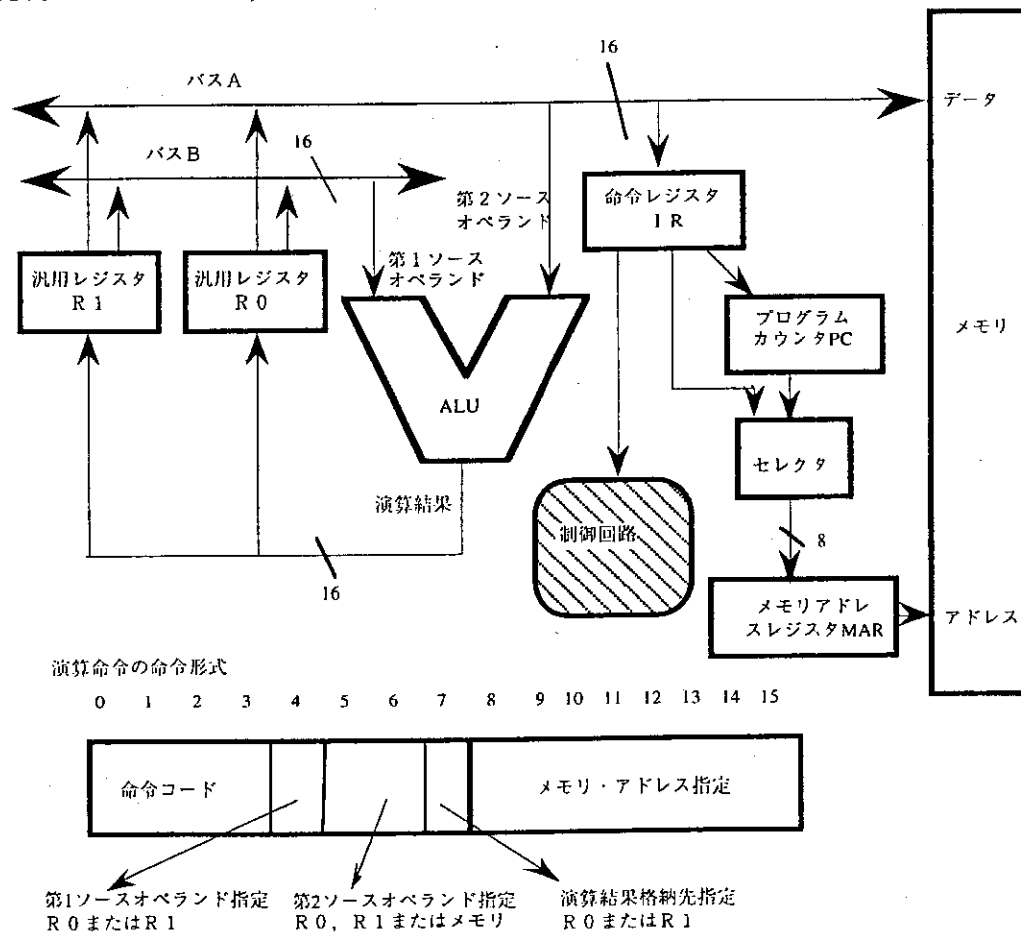 16
バスA
データ
16
バスB
第2ソース
オペランド
命令レジスタ
IR
第1ソース
オペランド
汎用レジスタ
R1
汎用レジスタ
R0
プログラム
カウンタPC
メモリ
ALU
セレクタ
演算結果
制御回路
8
16
メモリアドレ
スレジスタMAR
アドレス
演算命令の命令形式
0 1 2 3 4 5 6 7 8 9 10 11 12 13 14 15
命令コード
メモリ・アドレス指定
第1ソースオペランド指定
R0またはR1
第2ソースオペランド指定
R0, R1またはメモリ
演算結果格納先指定
R0またはR1